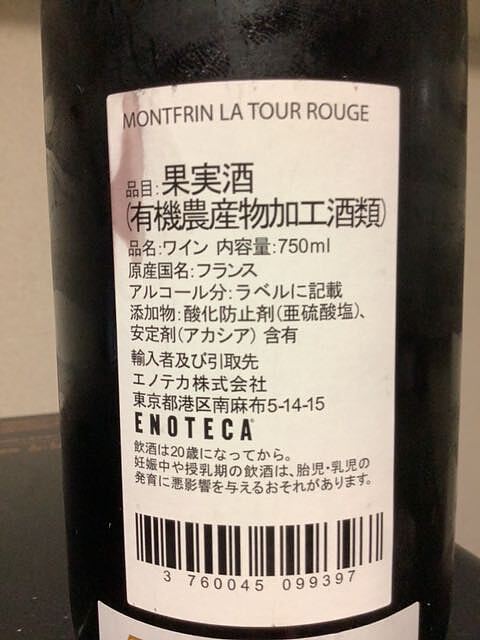 MONTFRIN LA TOUR ROUGE
品目:果実酒
(有機農産物加工酒類)
品名:ワイン 内容量:750ml
原産国名:フランス
アルコール分:ラベルに記載
添加物:酸化防止剤(亜硫酸塩)、
安定剤(アカシア)含有
輸入者及び引取先
エノテカ株式会社
東京都港区南麻布5-14-15
ENOTECA
飲酒は20歳になってから。
妊娠中や授乳期の飲酒は、胎児・乳児の
発育に悪影響を与えるおそれがあります。
3 760045 099397